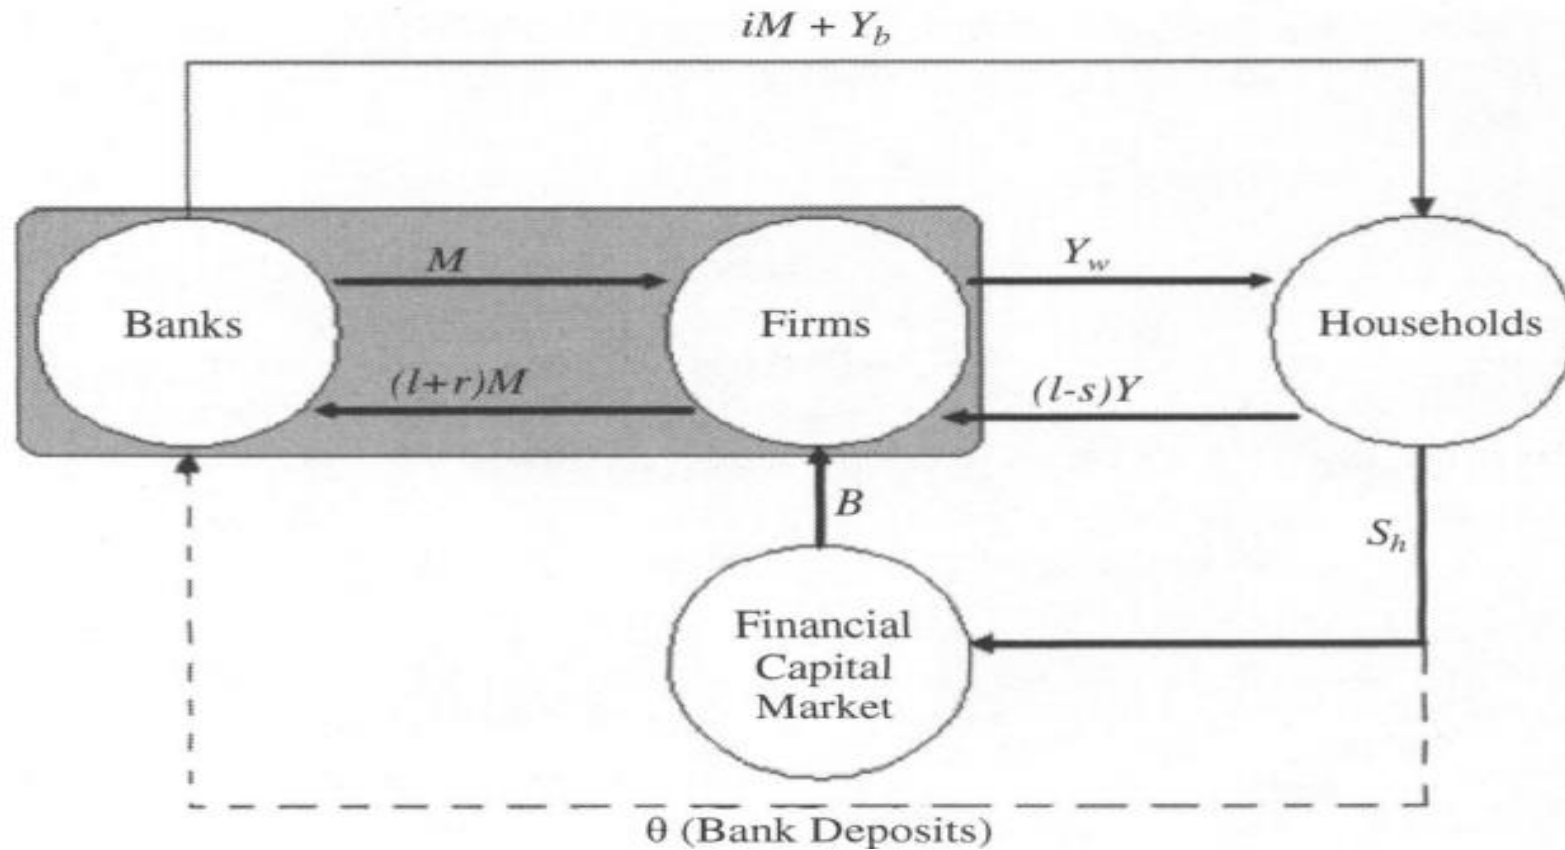 iM + Y_b
M
Y_w
Banks
Firms
Households
(l+r)M
(l-s)Y
B
S_h
Financial
Capital
Market
θ (Bank Deposits)